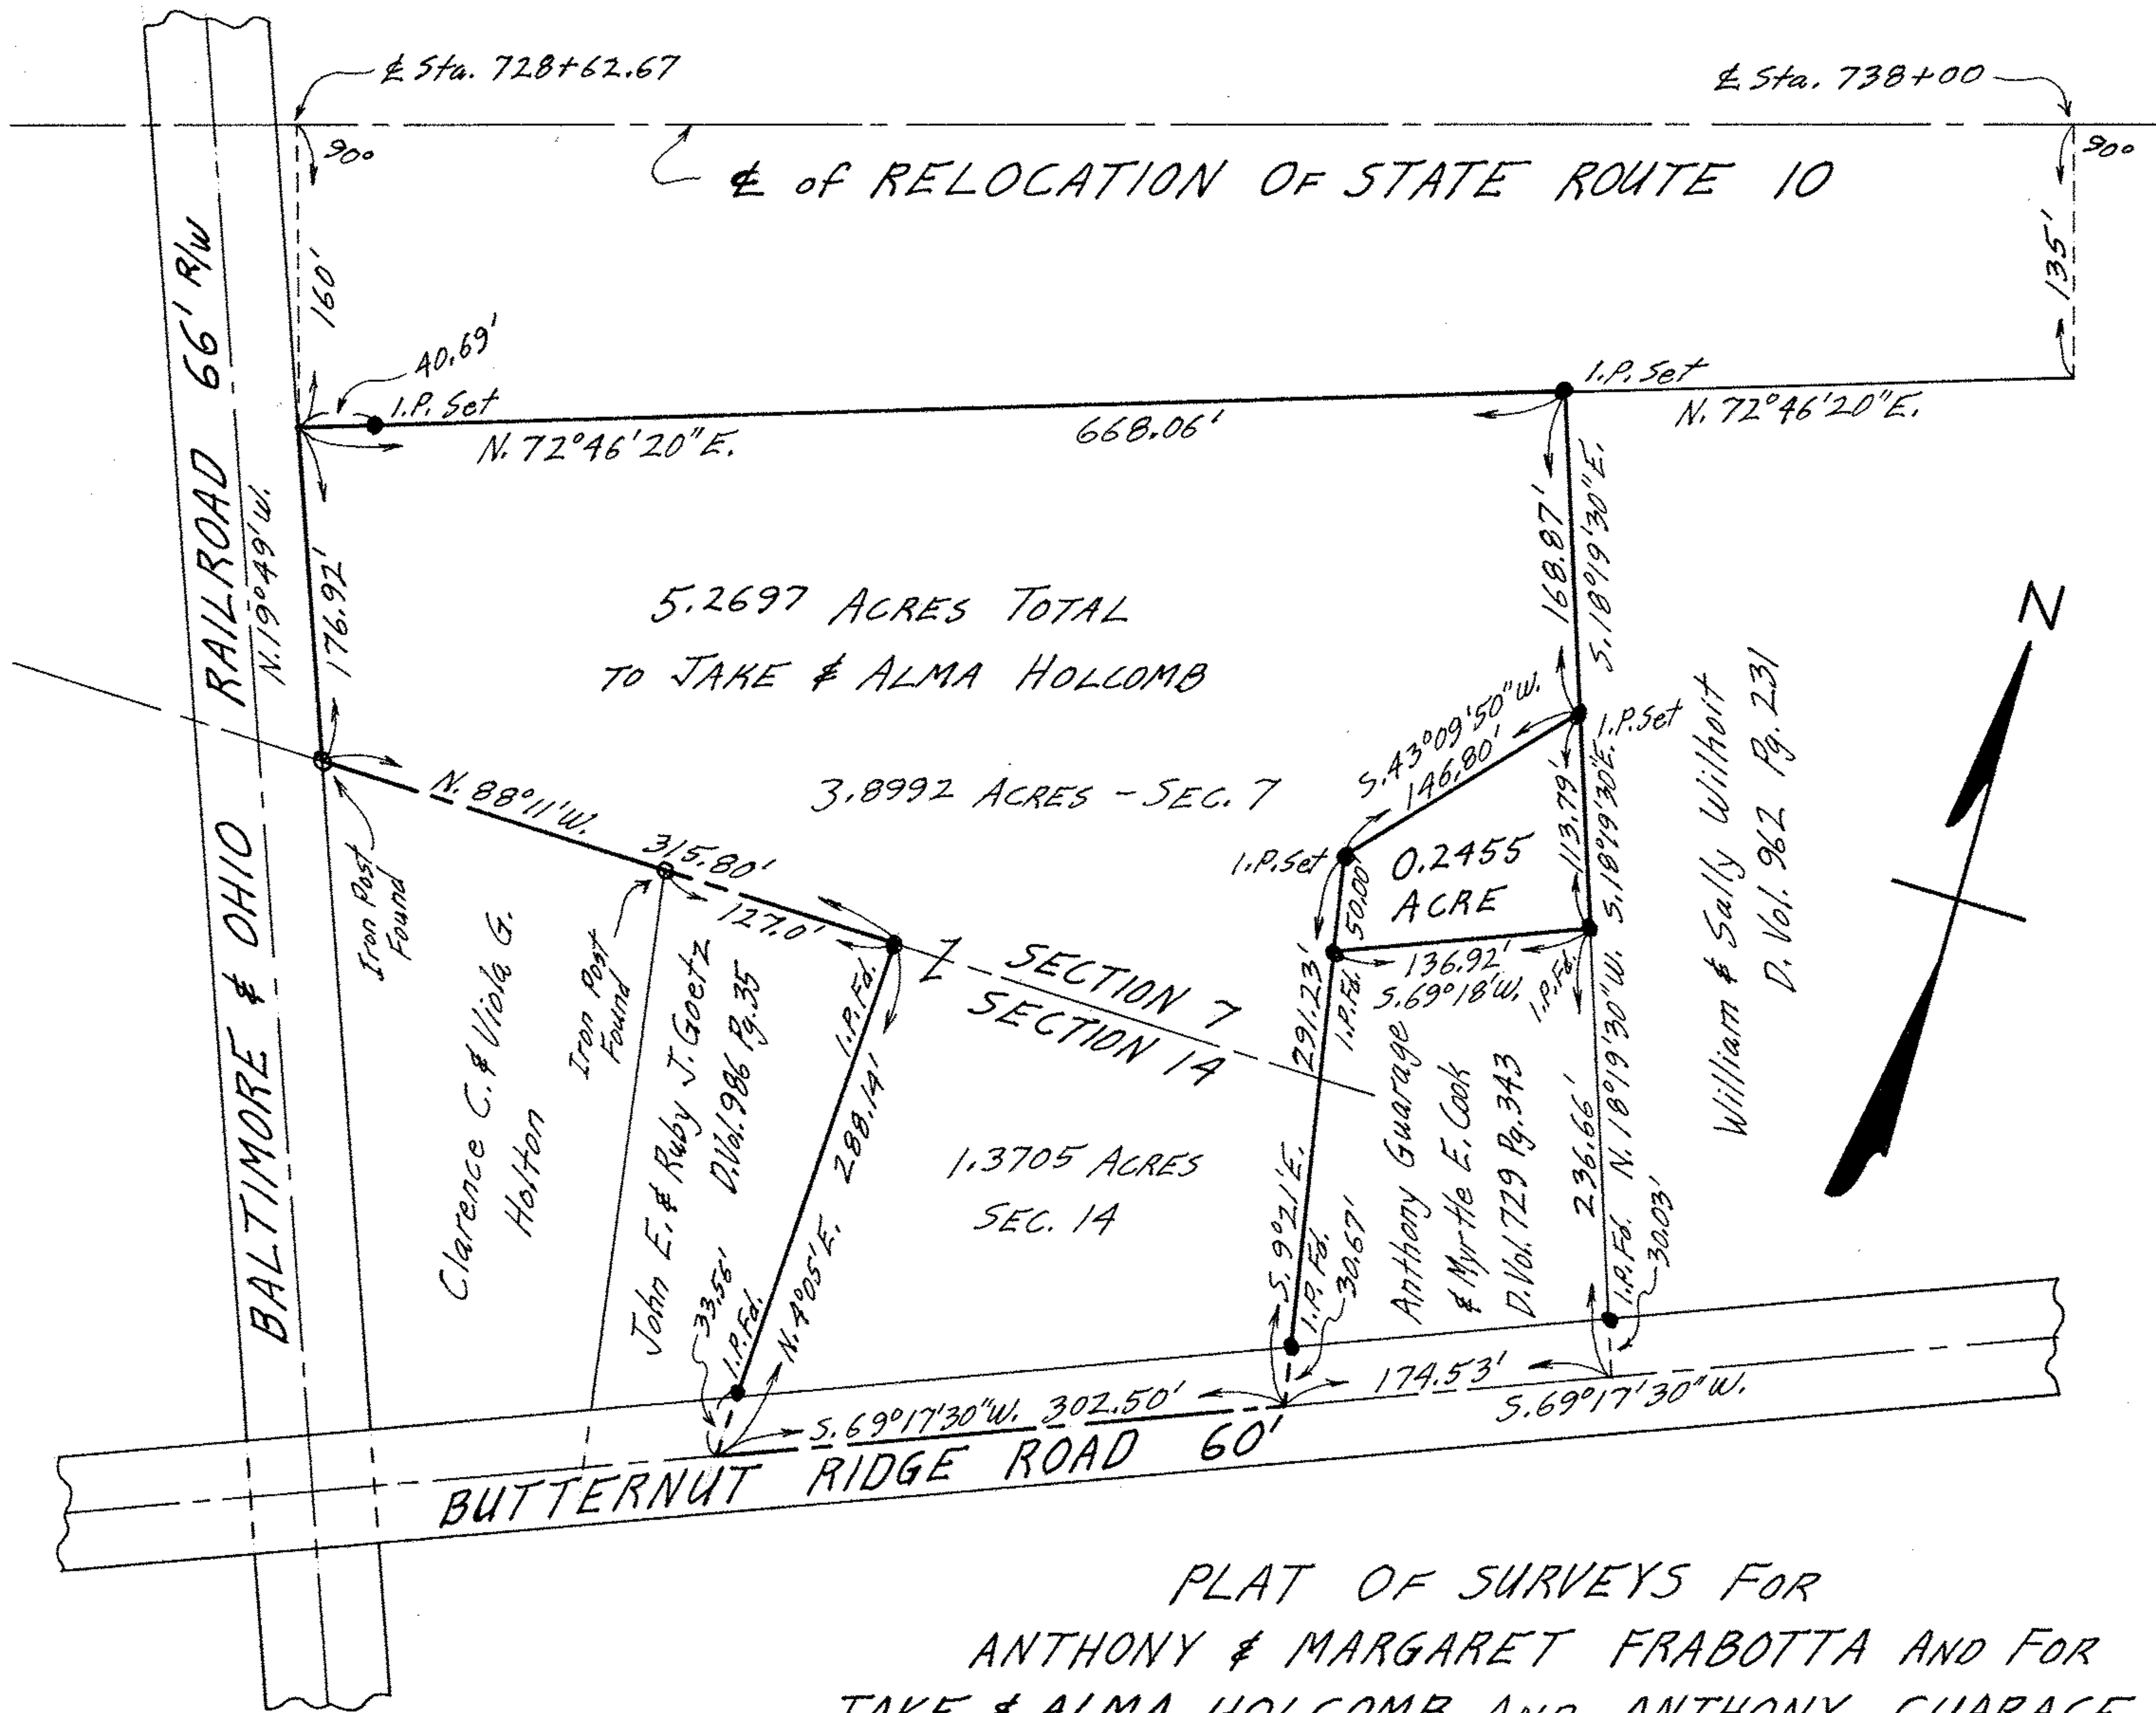 ℄ Sta. 728+62.67
℄ Sta. 738+00
90°
90°
℄ of RELOCATION OF STATE ROUTE 10
160'
135'
40.69'
I.P. Set
I.P. Set
N. 72°46'20"E.
668.06'
N. 72°46'20"E.
BALTIMORE & OHIO RAILROAD 66' R/W
N.19°49'W.
176.92'
168.87'
S.18°19'30"E.
5.2697 ACRES TOTAL
TO JAKE & ALMA HOLCOMB
3.8992 ACRES - SEC. 7
S.43°09'50"W.
146.80'
I.P.Set
I.P.Set
113.79'
S.18°19'30"E.
0.2455
ACRE
50.00'
N. 88°11'W.
315.80'
127.0'
Iron Post
Found
Iron Post
Found
I.P.Fd.
Z
SECTION 7
SECTION 14
136.92'
S.69°18'W.
I.P.Fd.
I.P.Fd.
291.23'
S.9°21'E.
Clarence C. & Viola G.
Holton
John E. & Ruby J. Goetz
D.Vol.986 Pg.35
288.14'
N.4°05'E.
33.56'
I.P.Fd.
1.3705 ACRES
SEC. 14
I.P. Fd.
30.67'
Anthony Guarage
& Myrtle E. Cook
D.Vol.729 Pg.343
236.66'
N.18°19'30"W.
I.P.Fd.
30.03'
William & Sally Wilhoit
D. Vol. 962 Pg. 231
N
S.69°17'30"W. 302.50'
174.53'
S.69°17'30"W.
BUTTERNUT RIDGE ROAD 60'
PLAT OF SURVEYS FOR
ANTHONY & MARGARET FRABOTTA AND FOR
JAKE & ALMA HOLCOMB AND ANTHONY GUARAGE